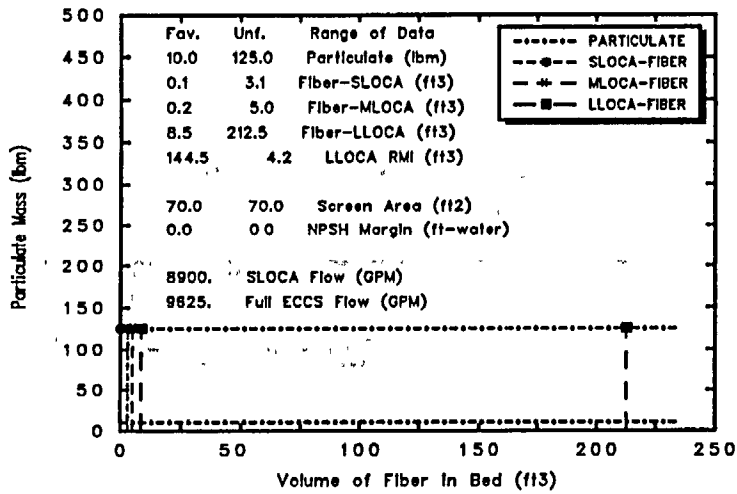 500
450
400
350
300
250
200
150
100
50
0
Particulate Mass (lbm)
Fav. Unf. Range of Data
10.0 125.0 Particulate (lbm)
0.1 3.1 Fiber-SLOCA (ft3)
0.2 5.0 Fiber-MLOCA (ft3)
8.5 212.5 Fiber-LLOCA (ft3)
144.5 4.2 LLOCA RMI (ft3)
70.0 70.0 Screen Area (ft2)
0.0 0 0 NPSH Margin (ft-water)
8900. SLOCA Flow (GPM)
9625. Full ECCS Flow (GPM)
PARTICULATE
SLOCA-FIBER
MLOCA-FIBER
LLOCA-FIBER
0 50 100 150 200 250
Volume of Fiber in Bed (ft3)